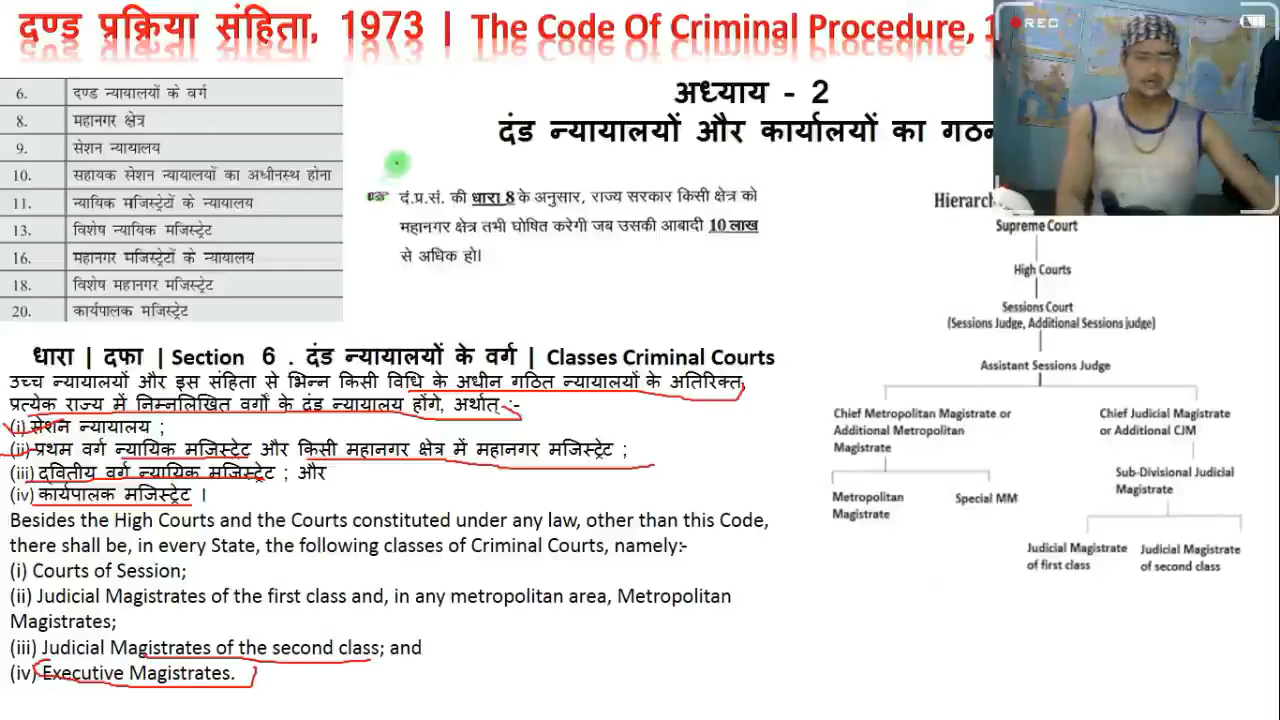 दण्ड प्रक्रिया संहिता, 1973 | The Code Of Criminal Procedure, 1
REC
6. दण्ड न्यायालयों के वर्ग
8. महानगर क्षेत्र
9. सेशन न्यायालय
10. सहायक सेशन न्यायालयों का अधीनस्थ होना
11. न्यायिक मजिस्ट्रेटों के न्यायालय
13. विशेष न्यायिक मजिस्ट्रेट
16. महानगर मजिस्ट्रेटों के न्यायालय
18. विशेष महानगर मजिस्ट्रेट
20. कार्यपालक मजिस्ट्रेट
अध्याय - 2
दंड न्यायालयों और कार्यालयों का गठन
☞ दं.प्र.सं. की धारा 8 के अनुसार, राज्य सरकार किसी क्षेत्र को
महानगर क्षेत्र तभी घोषित करेगी जब उसकी आबादी 10 लाख
से अधिक हो।
धारा | दफा | Section 6 . दंड न्यायालयों के वर्ग | Classes Criminal Courts
उच्च न्यायालयों और इस संहिता से भिन्न किसी विधि के अधीन गठित न्यायालयों के अतिरिक्त,
प्रत्येक राज्य में निम्नलिखित वर्गों के दंड न्यायालय होंगे, अर्थात् :-
(i) सेशन न्यायालय ;
(ii) प्रथम वर्ग न्यायिक मजिस्ट्रेट और किसी महानगर क्षेत्र में महानगर मजिस्ट्रेट ;
(iii) द्वितीय वर्ग न्यायिक मजिस्ट्रेट ; और
(iv) कार्यपालक मजिस्ट्रेट ।
Besides the High Courts and the Courts constituted under any law, other than this Code,
there shall be, in every State, the following classes of Criminal Courts, namely:-
(i) Courts of Session;
(ii) Judicial Magistrates of the first class and, in any metropolitan area, Metropolitan
Magistrates;
(iii) Judicial Magistrates of the second class; and
(iv) Executive Magistrates.
Hierarc
Supreme Court
High Courts
Sessions Court
(Sessions Judge, Additional Sessions judge)
Assistant Sessions Judge
Chief Metropolitan Magistrate or
Additional Metropolitan
Magistrate
Chief Judicial Magistrate
or Additional CJM
Metropolitan
Magistrate
Special MM
Sub-Divisional Judicial
Magistrate
Judicial Magistrate
of first class
Judicial Magistrate
of second class